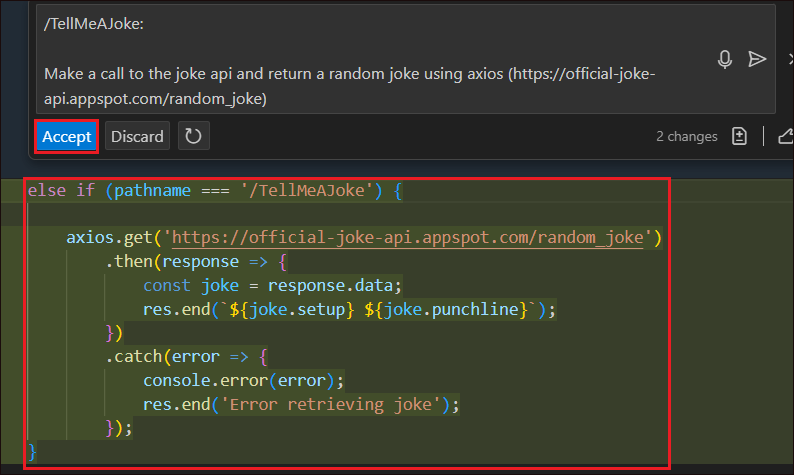 /TellMeAJoke:
Make a call to the joke api and return a random joke using axios (https://official-joke-
api.appspot.com/random_joke)
Accept Discard 2 changes
else if (pathname === '/TellMeAJoke') {
axios.get('https://official-joke-api.appspot.com/random_joke')
.then(response => {
const joke = response.data;
res.end(`${joke.setup} ${joke.punchline}`);
})
.catch(error => {
console.error(error);
res.end('Error retrieving joke');
});
}